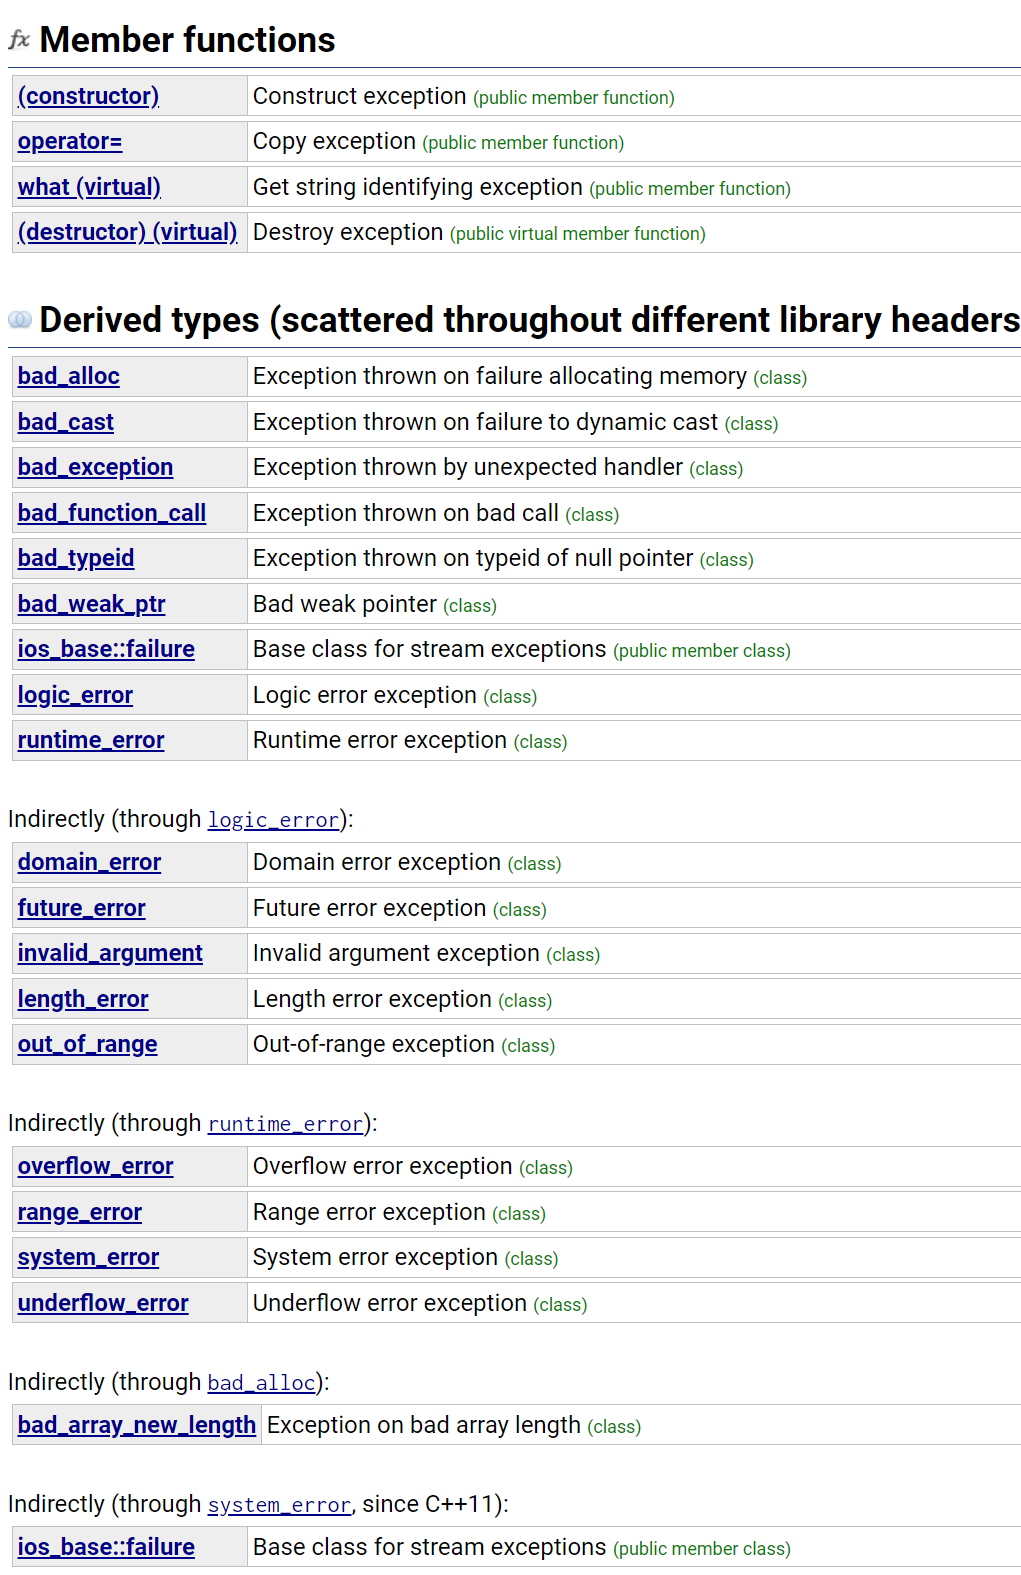 fx Member functions
(constructor) Construct exception (public member function)
operator= Copy exception (public member function)
what (virtual) Get string identifying exception (public member function)
(destructor) (virtual) Destroy exception (public virtual member function)
Derived types (scattered throughout different library headers
bad_alloc Exception thrown on failure allocating memory (class)
bad_cast Exception thrown on failure to dynamic cast (class)
bad_exception Exception thrown by unexpected handler (class)
bad_function_call Exception thrown on bad call (class)
bad_typeid Exception thrown on typeid of null pointer (class)
bad_weak_ptr Bad weak pointer (class)
ios_base::failure Base class for stream exceptions (public member class)
logic_error Logic error exception (class)
runtime_error Runtime error exception (class)
Indirectly (through logic_error):
domain_error Domain error exception (class)
future_error Future error exception (class)
invalid_argument Invalid argument exception (class)
length_error Length error exception (class)
out_of_range Out-of-range exception (class)
Indirectly (through runtime_error):
overflow_error Overflow error exception (class)
range_error Range error exception (class)
system_error System error exception (class)
underflow_error Underflow error exception (class)
Indirectly (through bad_alloc):
bad_array_new_length Exception on bad array length (class)
Indirectly (through system_error, since C++11):
ios_base::failure Base class for stream exceptions (public member class)